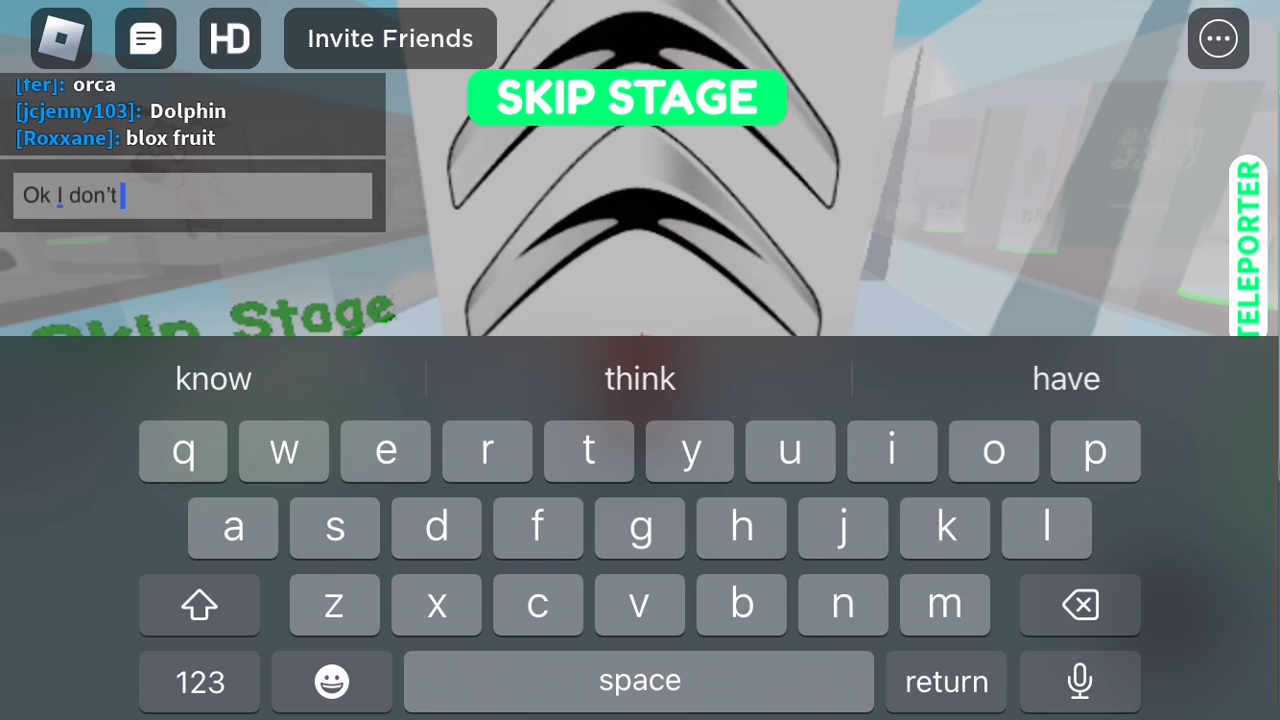 HD
Invite Friends
[fer]: orca
[jcjenny103]: Dolphin
[Roxxane]: blox fruit
SKIP STAGE
Ok I don't
TELEPORTER
Skip Stage
know
think
have
q w e r t y u i o p
a s d f g h j k l
z x c v b n m
123
space
return